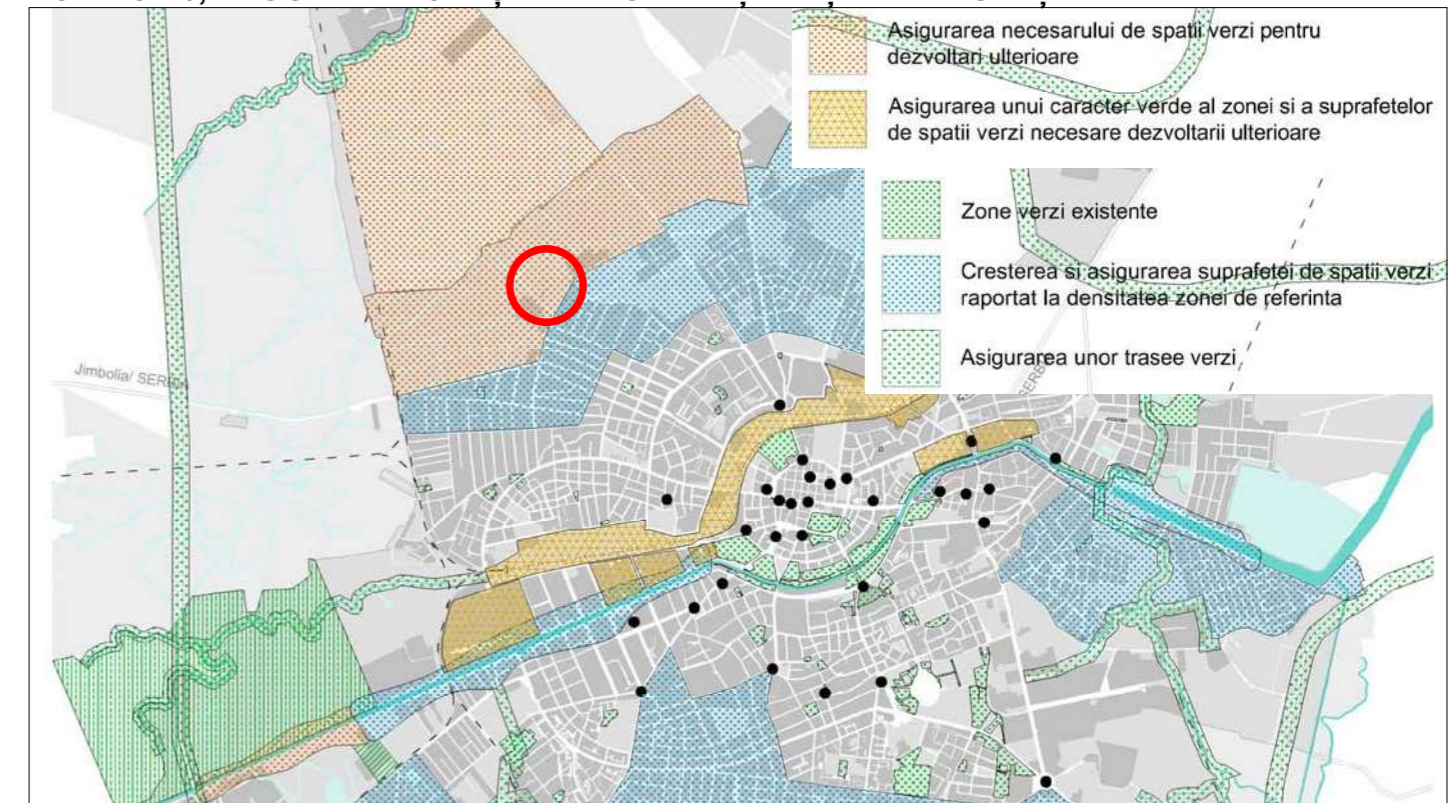 Asigurarea necesarului de spatii verzi pentru
dezvoltari ulterioare
Asigurarea unui caracter verde al zonei si a suprafetelor
de spatii verzi necesare dezvoltarii ulterioare
Zone verzi existente
Cresterea si asigurarea suprafetei de spatii verzi
raportat la densitatea zonei de referinta
Asigurarea unor trasee verzi
Jimbolia/